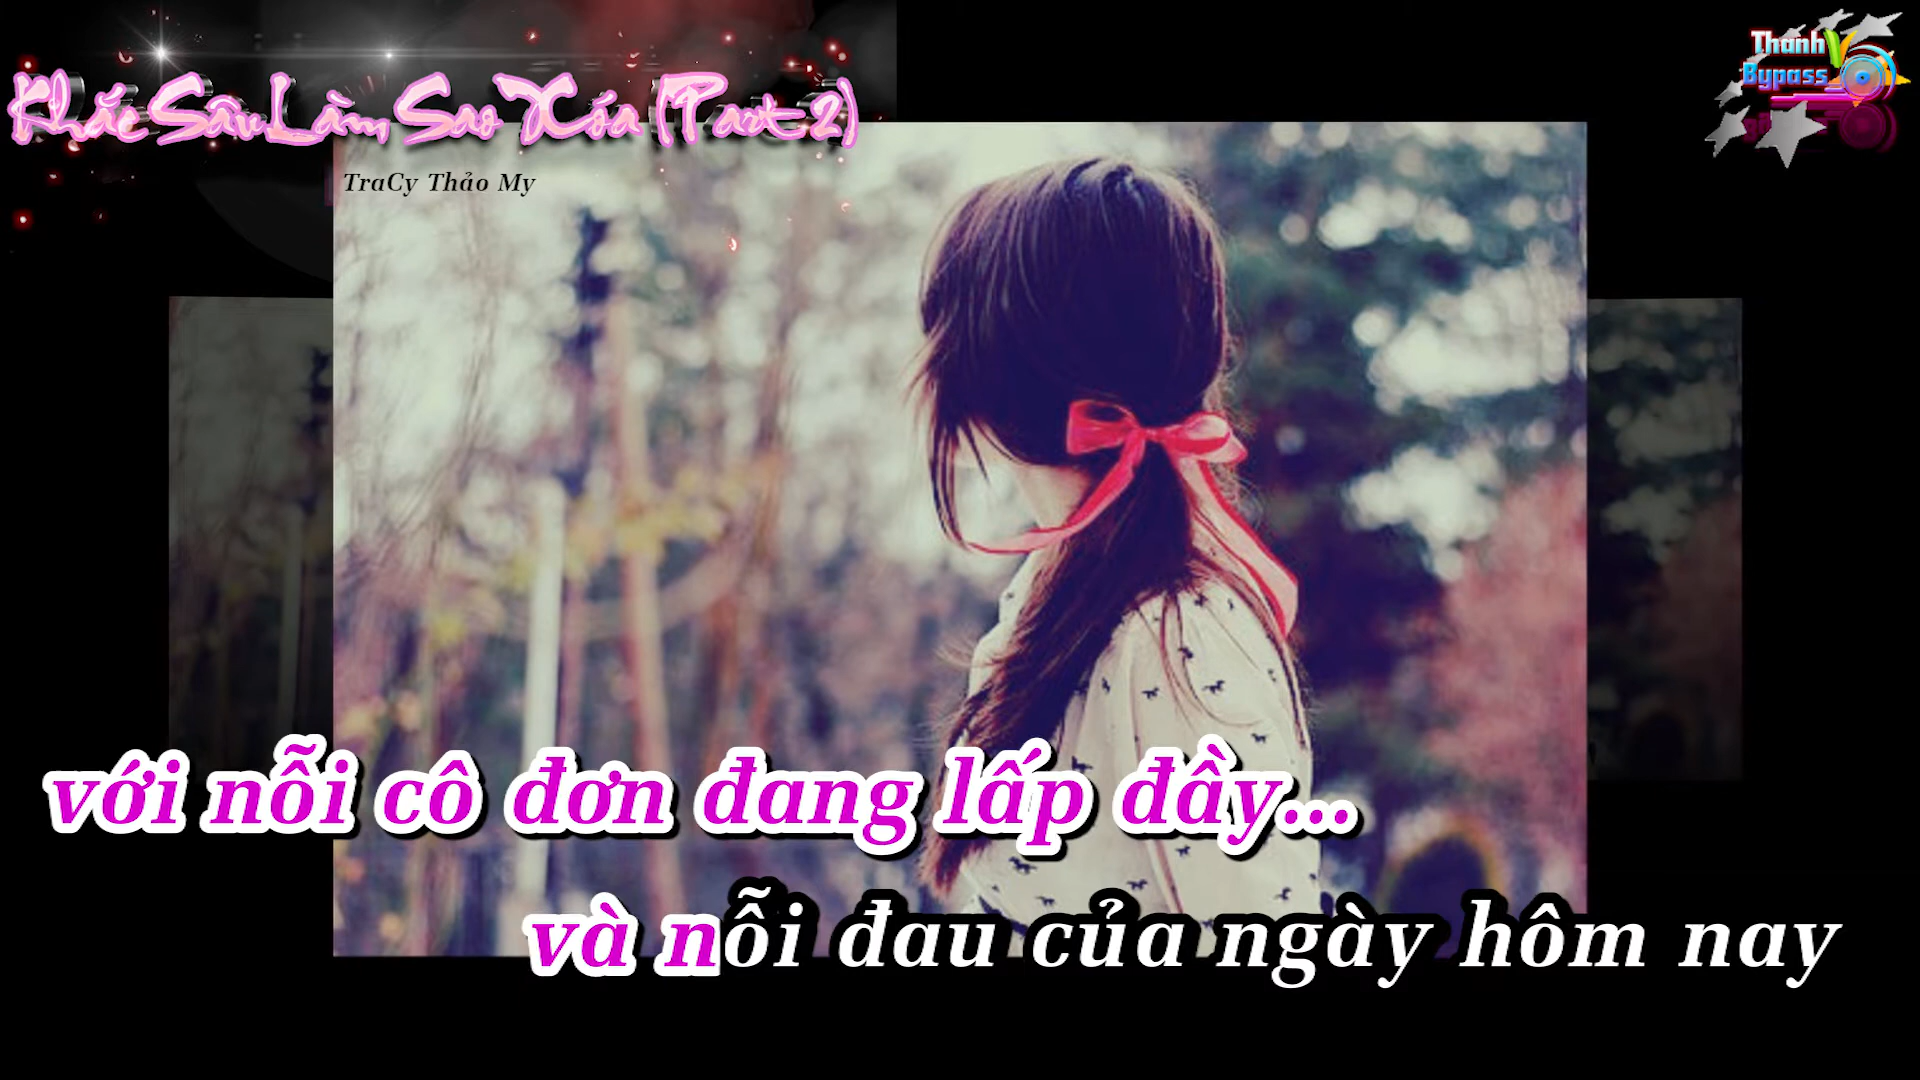 Khắc Sâu Làm Sao Xóa (Part 2)
TraCy Thảo My
Thanh V
Bypass
với nỗi cô đơn đang lấp đầy...
và nỗi đau của ngày hôm nay